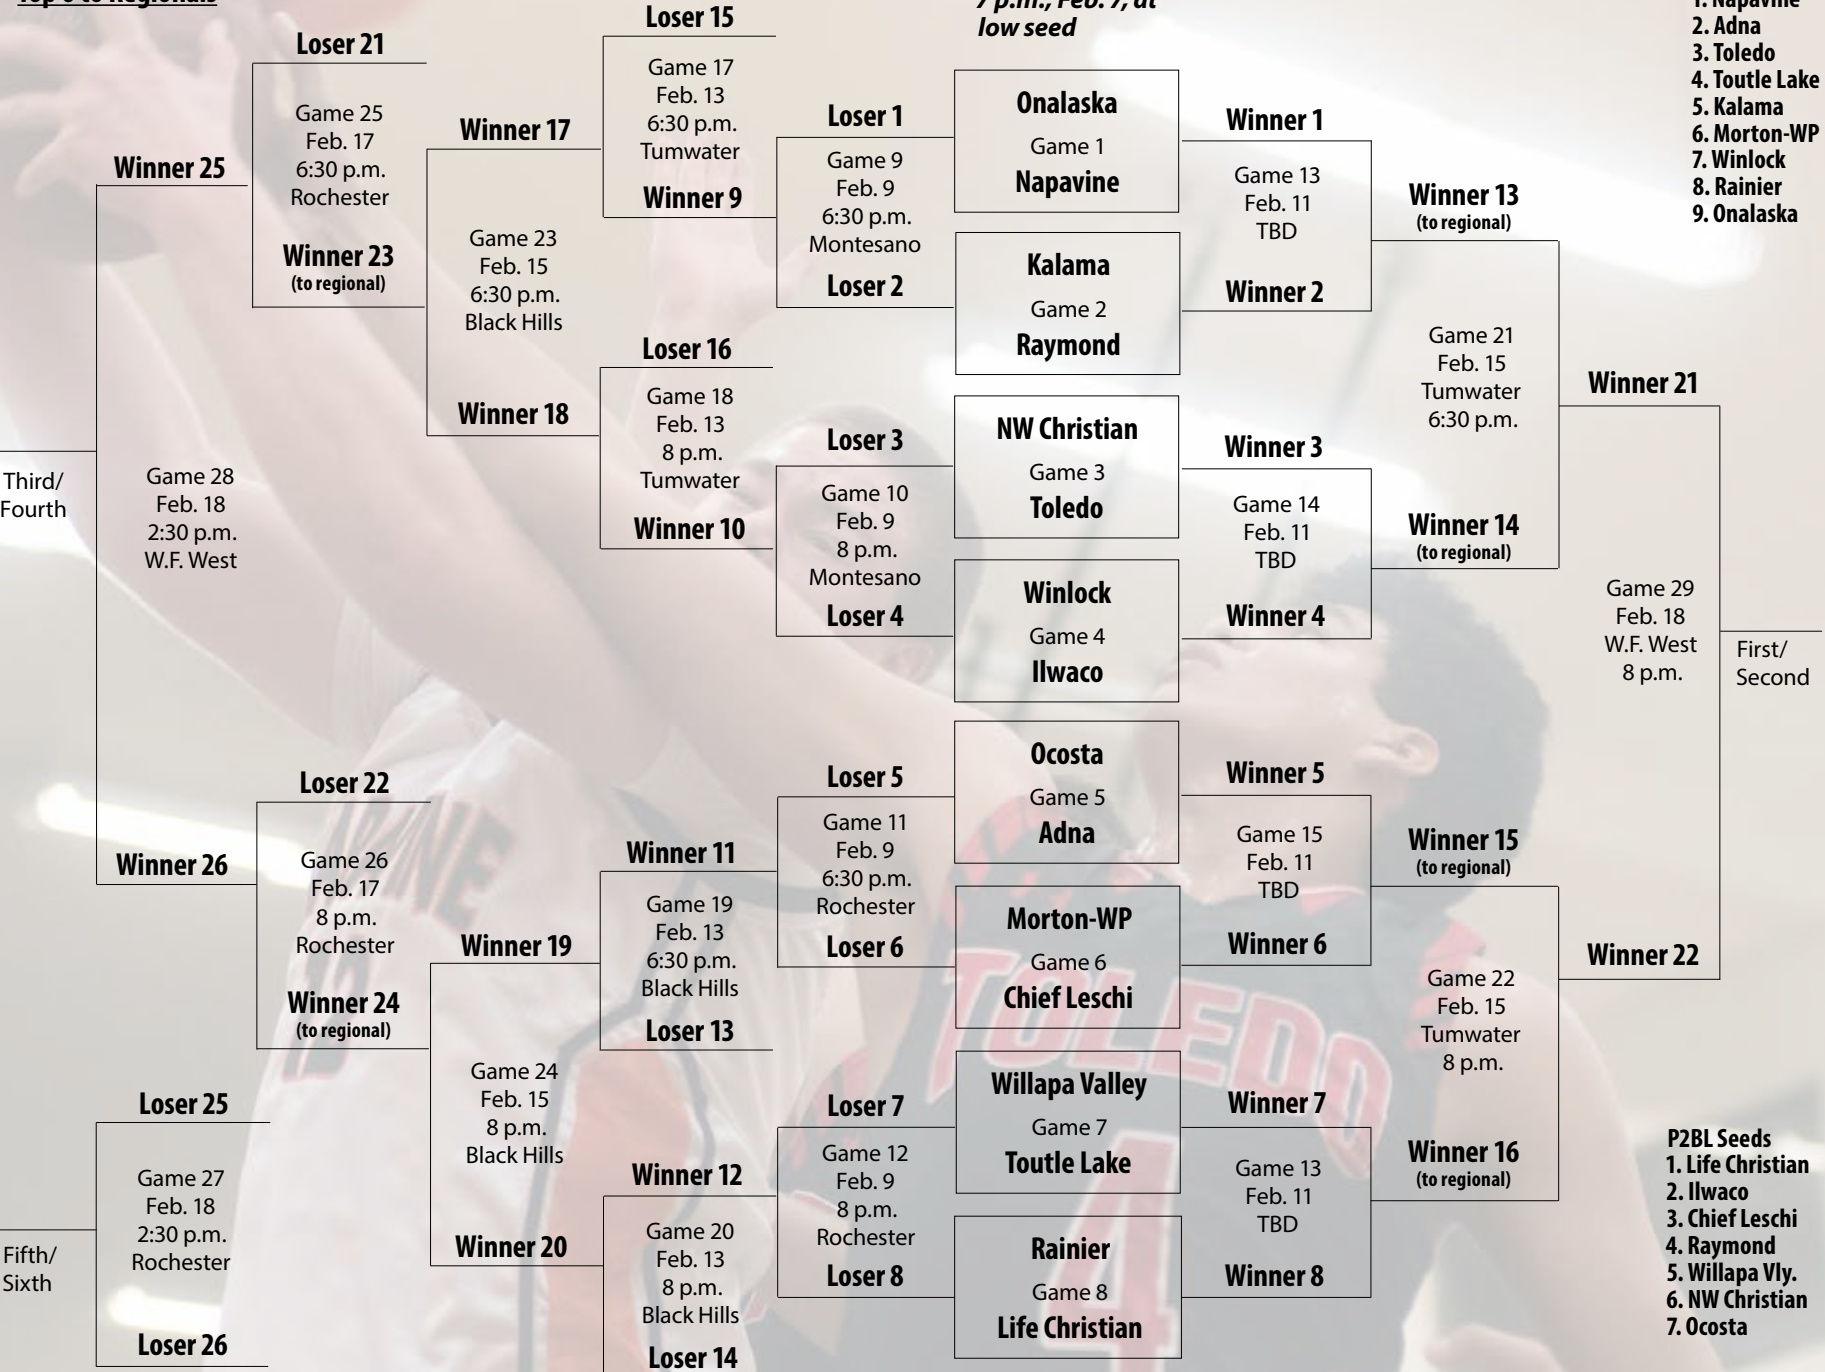 Top 6 to Regionals
7 p.m., Feb. 7, at
low seed
1. Napavine
2. Adna
3. Toledo
4. Toutle Lake
5. Kalama
6. Morton-WP
7. Winlock
8. Rainier
9. Onalaska
Third/
Fourth
Winner 25
Game 28
Feb. 18
2:30 p.m.
W.F. West
Winner 26
Fifth/
Sixth
Loser 25
Game 27
Feb. 18
2:30 p.m.
Rochester
Loser 26
Loser 21
Game 25
Feb. 17
6:30 p.m.
Rochester
Winner 23
(to regional)
Loser 22
Game 26
Feb. 17
8 p.m.
Rochester
Winner 24
(to regional)
Winner 17
Game 23
Feb. 15
6:30 p.m.
Black Hills
Winner 18
Winner 19
Game 24
Feb. 15
8 p.m.
Black Hills
Winner 20
Loser 15
Game 17
Feb. 13
6:30 p.m.
Tumwater
Winner 9
Loser 16
Game 18
Feb. 13
8 p.m.
Tumwater
Winner 10
Winner 11
Game 19
Feb. 13
6:30 p.m.
Black Hills
Loser 13
Winner 12
Game 20
Feb. 13
8 p.m.
Black Hills
Loser 14
Loser 1
Game 9
Feb. 9
6:30 p.m.
Montesano
Loser 2
Loser 3
Game 10
Feb. 9
8 p.m.
Montesano
Loser 4
Loser 5
Game 11
Feb. 9
6:30 p.m.
Rochester
Loser 6
Loser 7
Game 12
Feb. 9
8 p.m.
Rochester
Loser 8
Onalaska
Game 1
Napavine
Kalama
Game 2
Raymond
NW Christian
Game 3
Toledo
Winlock
Game 4
Ilwaco
Ocosta
Game 5
Adna
Morton-WP
Game 6
Chief Leschi
Willapa Valley
Game 7
Toutle Lake
Rainier
Game 8
Life Christian
Winner 1
Game 13
Feb. 11
TBD
Winner 2
Winner 3
Game 14
Feb. 11
TBD
Winner 4
Winner 5
Game 15
Feb. 11
TBD
Winner 6
Winner 7
Game 13
Feb. 11
TBD
Winner 8
Winner 13
(to regional)
Game 21
Feb. 15
Tumwater
6:30 p.m.
Winner 14
(to regional)
Winner 15
(to regional)
Game 22
Feb. 15
Tumwater
8 p.m.
Winner 16
(to regional)
Winner 21
Game 29
Feb. 18
W.F. West
8 p.m.
Winner 22
First/
Second
P2BL Seeds
1. Life Christian
2. Ilwaco
3. Chief Leschi
4. Raymond
5. Willapa Vly.
6. NW Christian
7. Ocosta
TOLEDO
4